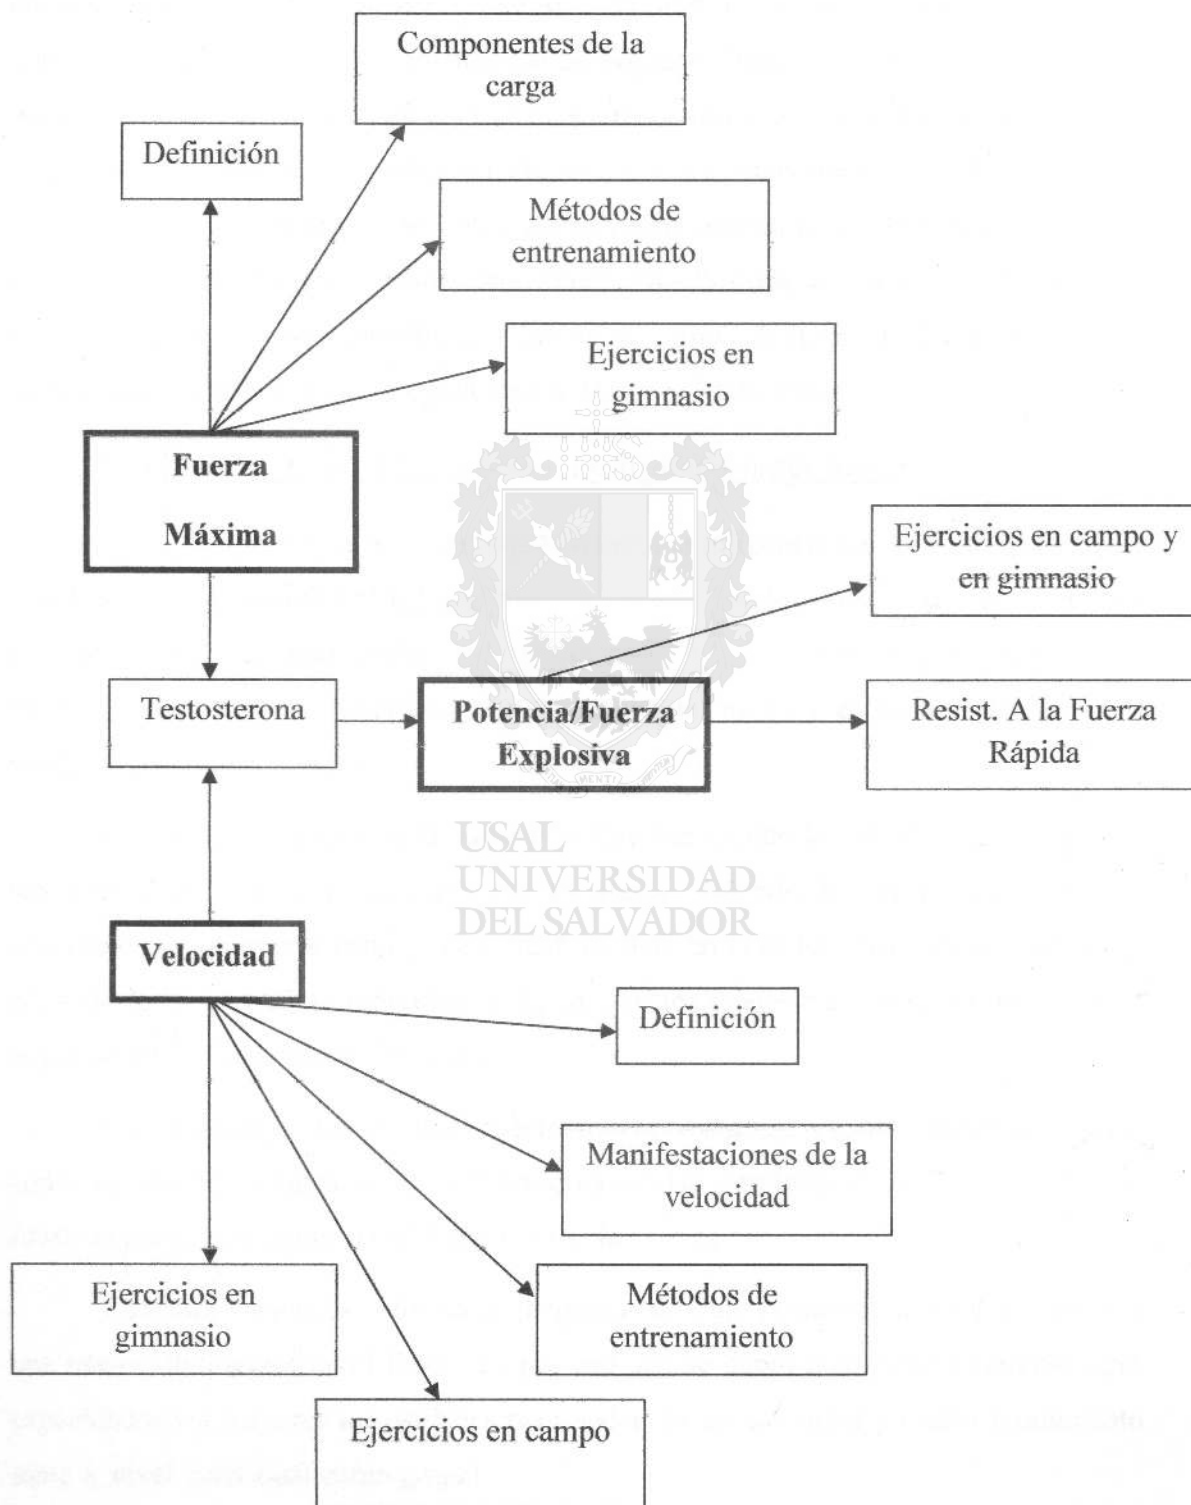 Componentes de la
carga
Definición
Métodos de
entrenamiento
Ejercicios en
gimnasio
Fuerza
Máxima
Ejercicios en campo y
en gimnasio
Testosterona
Potencia/Fuerza
Explosiva
Resist. A la Fuerza
Rápida
MENTI
USAL
UNIVERSIDAD
DEL SALVADOR
Velocidad
Definición
Manifestaciones de la
velocidad
Ejercicios en
gimnasio
Métodos de
entrenamiento
Ejercicios en campo